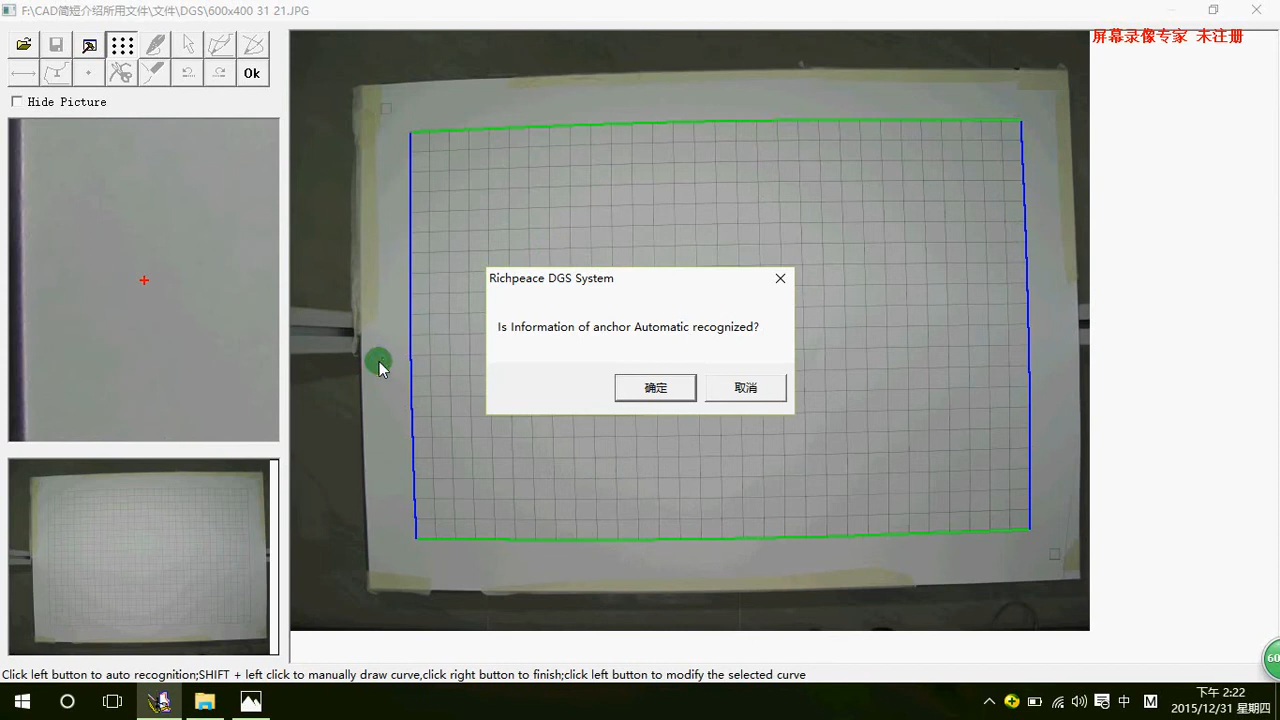 F:\CAD简短介绍所用文件\文件\DGS\600x400 31 21.JPG
屏幕录像专家 未注册
Ok
Hide Picture
Richpeace DGS System
Is Information of anchor Automatic recognized?
确定
取消
60
Click left button to auto recognition;SHIFT + left click to manually draw curve,click right button to finish;click left button to modify the selected curve
中
M
下午 2:22
2015/12/31 星期四